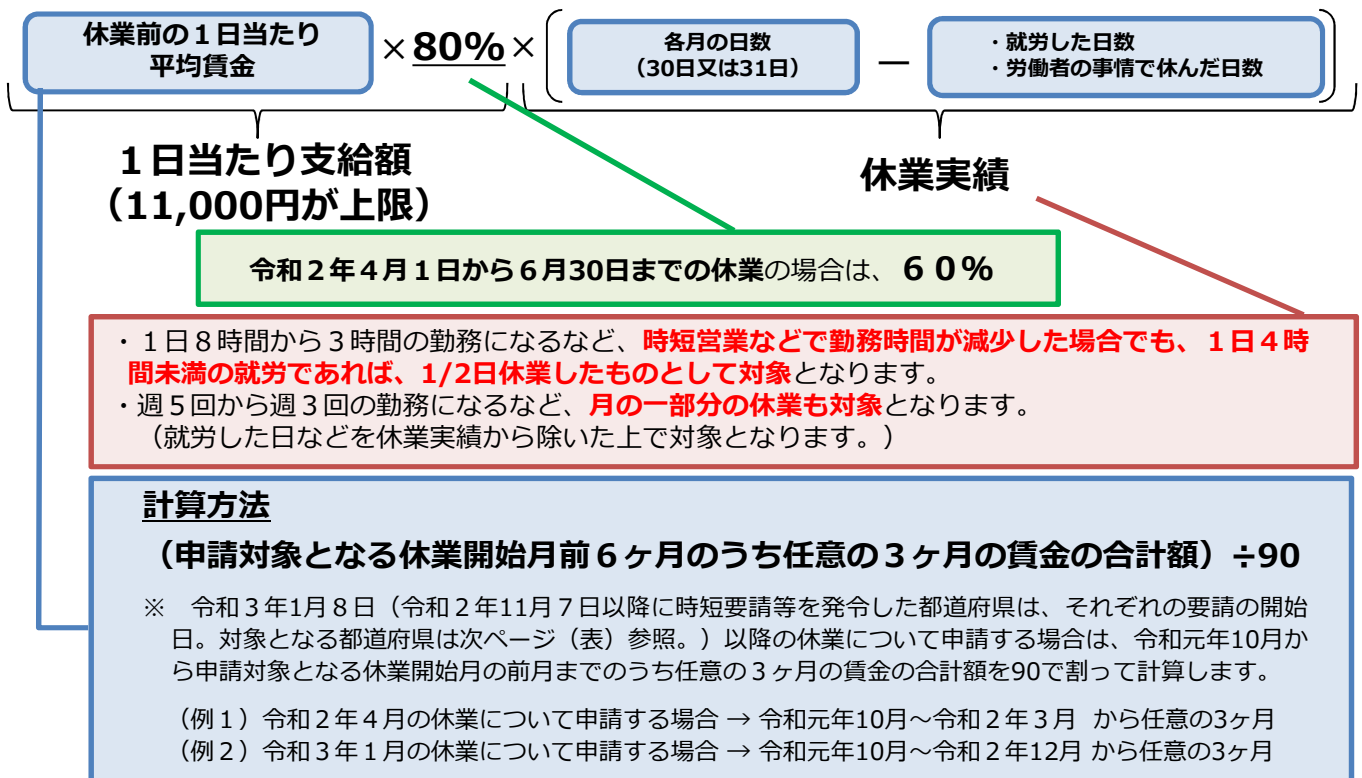 休業前の１日当たり
平均賃金
×80%×
各月の日数
（30日又は31日）
―
・就労した日数
・労働者の事情で休んだ日数
１日当たり支給額
（11,000円が上限）
休業実績
令和２年４月１日から６月30日までの休業の場合は、６０％
・１日８時間から３時間の勤務になるなど、時短営業などで勤務時間が減少した場合でも、１日４時
間未満の就労であれば、1/2日休業したものとして対象となります。
・週５回から週３回の勤務になるなど、月の一部分の休業も対象となります。
（就労した日などを休業実績から除いた上で対象となります。）
計算方法
（申請対象となる休業開始月前６ヶ月のうち任意の３ヶ月の賃金の合計額）÷90
※　令和３年1月８日（令和２年11月７日以降に時短要請等を発令した都道府県は、それぞれの要請の開始
日。対象となる都道府県は次ページ（表）参照。）以降の休業について申請する場合は、令和元年10月か
ら申請対象となる休業開始月の前月までのうち任意の３ヶ月の賃金の合計額を90で割って計算します。
（例１）令和２年４月の休業について申請する場合 → 令和元年10月～令和２年３月 から任意の3ヶ月
（例２）令和３年１月の休業について申請する場合 → 令和元年10月～令和２年12月 から任意の3ヶ月